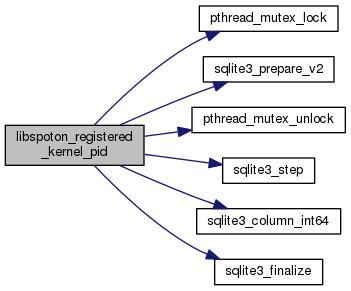 pthread_mutex_lock
sqlite3_prepare_v2
libspoton_registered
_kernel_pid
pthread_mutex_unlock
sqlite3_step
sqlite3_column_int64
sqlite3_finalize